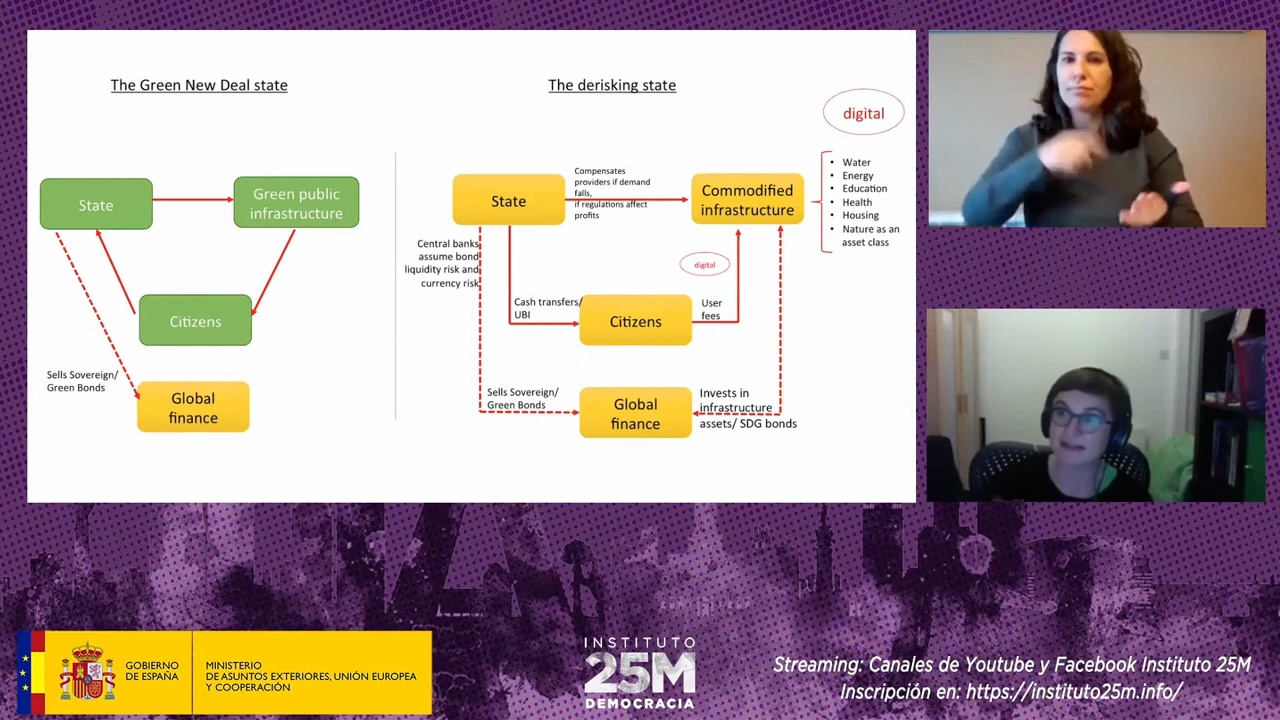 The Green New Deal state
State
Green public
infrastructure
Citizens
Sells Sovereign/
Green Bonds
Global
finance
The derisking state
digital
State
Compensates
providers if demand
falls,
if regulations affect
profits
Commodified
infrastructure
• Water
• Energy
• Education
• Health
• Housing
• Nature as an
asset class
Central banks
assume bond
liquidity risk and
currency risk
digital
Cash transfers/
UBI
Citizens
User
fees
Sells Sovereign/
Green Bonds
Global
finance
Invests in
infrastructure
assets/ SDG bonds
GOBIERNO
DE ESPAÑA
MINISTERIO
DE ASUNTOS EXTERIORES, UNIÓN EUROPEA
Y COOPERACIÓN
INSTITUTO
25M
DEMOCRACIA
Streaming: Canales de Youtube y Facebook Instituto 25M
Inscripción en: https://instituto25m.info/